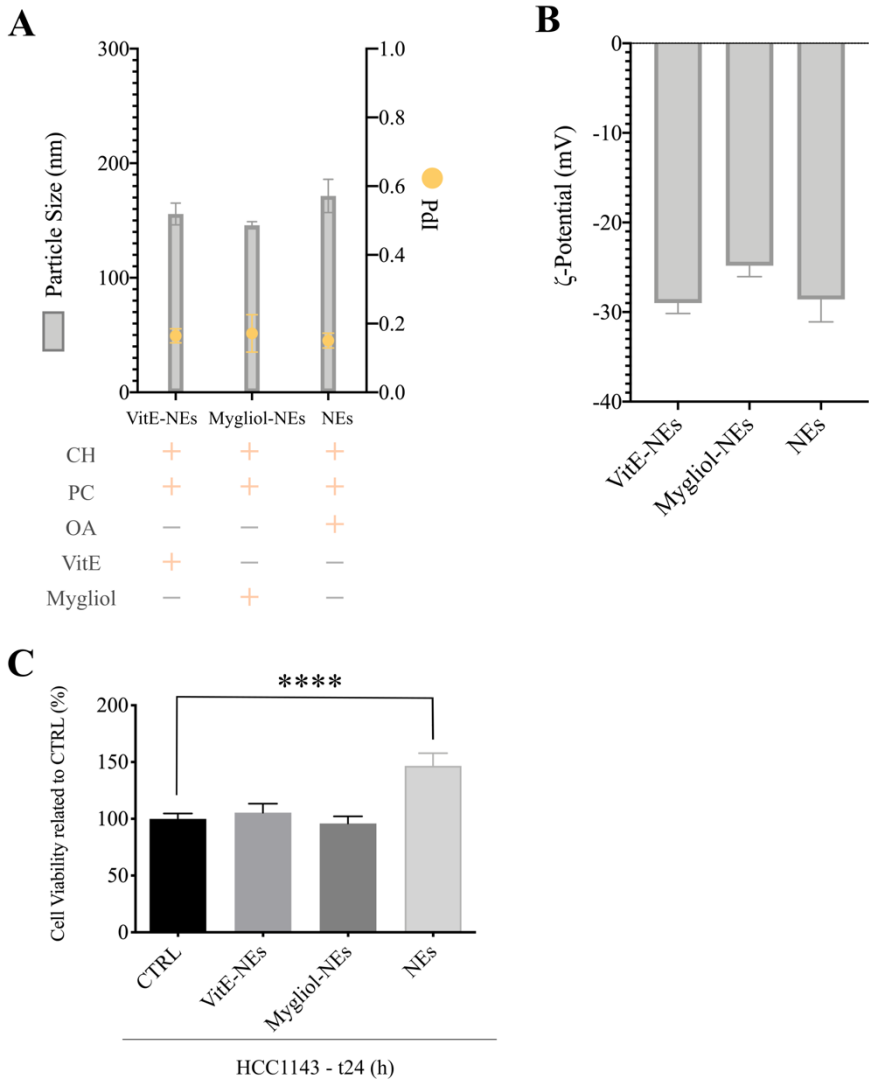 A
300
200
100
0
Particle Size (nm)
1.0
0.8
0.6
0.4
0.2
0.0
PdI
VitE-NEs Mygliol-NEs NEs
CH + + +
PC + + +
OA — — +
VitE + — —
Mygliol — + —
B
0
-10
-20
-30
-40
ζ-Potential (mV)
VitE-NEs
Mygliol-NEs
NEs
C
Cell Viability related to CTRL (%)
200
150
100
50
0
****
CTRL
VitE-NEs
Mygliol-NEs
NEs
HCC1143 - t24 (h)